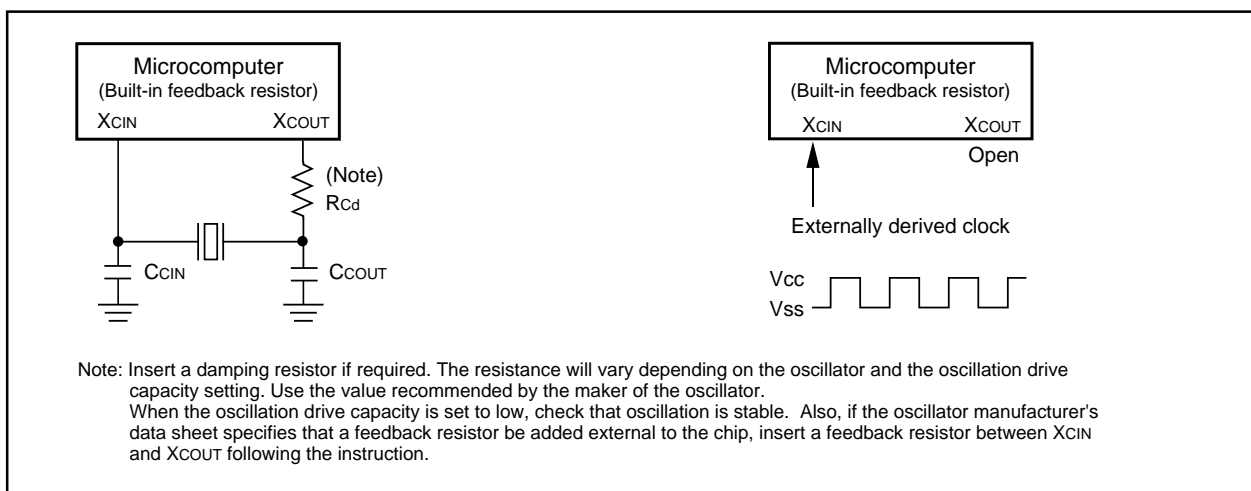 Microcomputer
(Built-in feedback resistor)
XCIN XCOUT
(Note)
RCd
CCIN CCOUT
Microcomputer
(Built-in feedback resistor)
XCIN XCOUT
Open
Externally derived clock
Vcc
Vss
Note: Insert a damping resistor if required. The resistance will vary depending on the oscillator and the oscillation drive
capacity setting. Use the value recommended by the maker of the oscillator.
When the oscillation drive capacity is set to low, check that oscillation is stable. Also, if the oscillator manufacturer's
data sheet specifies that a feedback resistor be added external to the chip, insert a feedback resistor between XCIN
and XCOUT following the instruction.